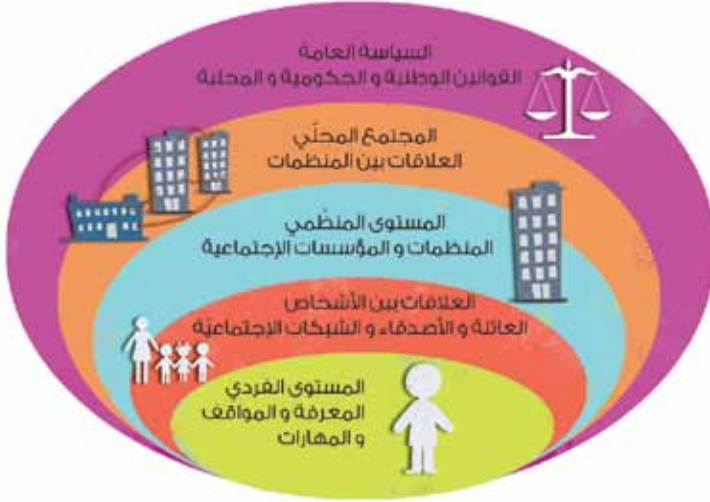 السياسة العامة
القوانين الوطنية و الحكومية و المحلية
المجتمع المحلّي
العلاقات بين المنظمات
المستوى المنظّمي
المنظمات و المؤسسات الإجتماعية
العلاقات بين الأشخاص
العائلة و الأصدقاء و الشبكات الإجتماعيّة
المستوى الفردي
المعرفة و المواقف
و المهارات